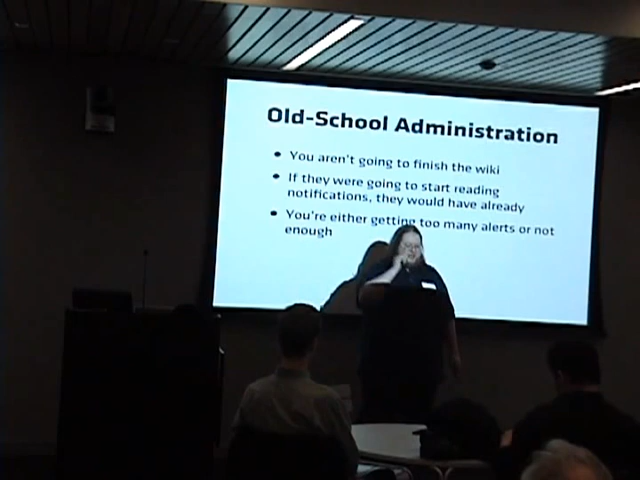 Old-School Administration
• You aren't going to finish the wiki
• If they were going to start reading
notifications, they would have already
• You're either getting too many alerts or not
enough